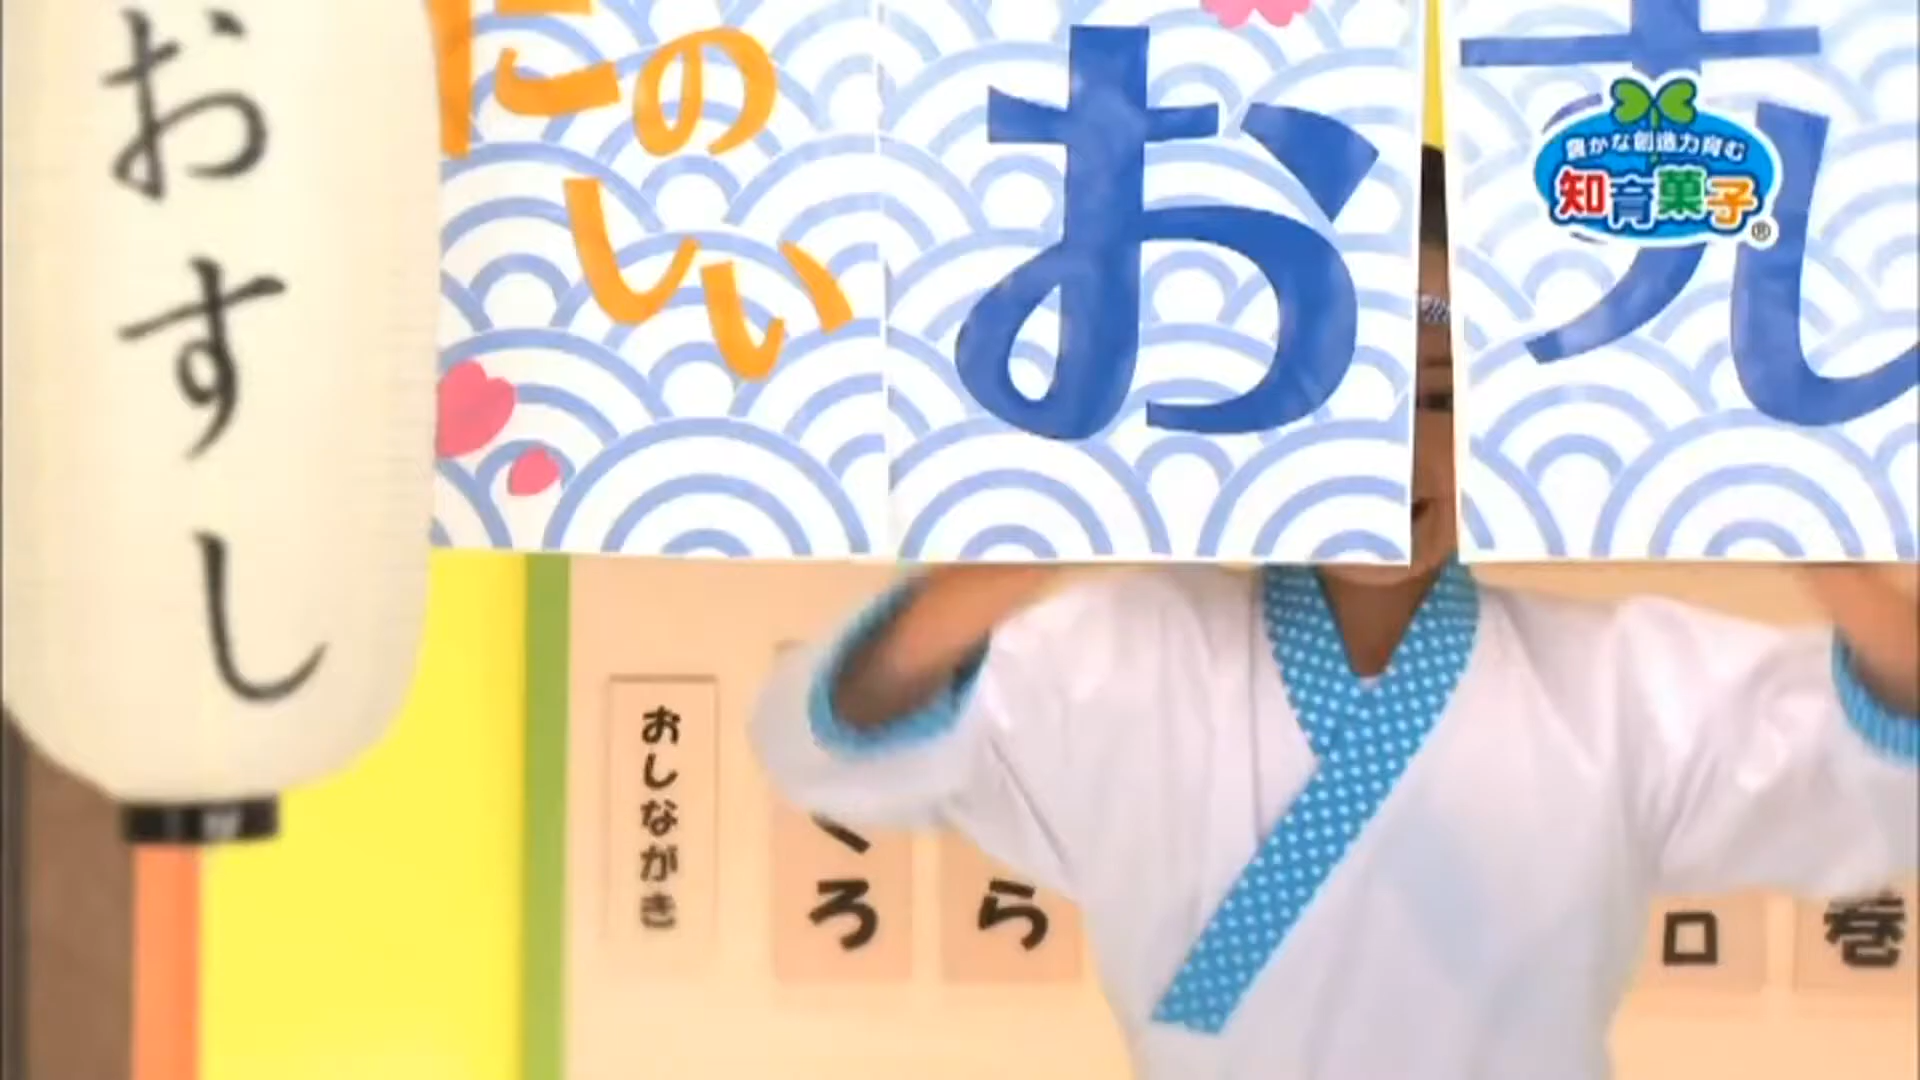 おすし
たのしい
お
豊かな創造力育む
知育菓子®
おしながき
ろ
ら
ロ
巻